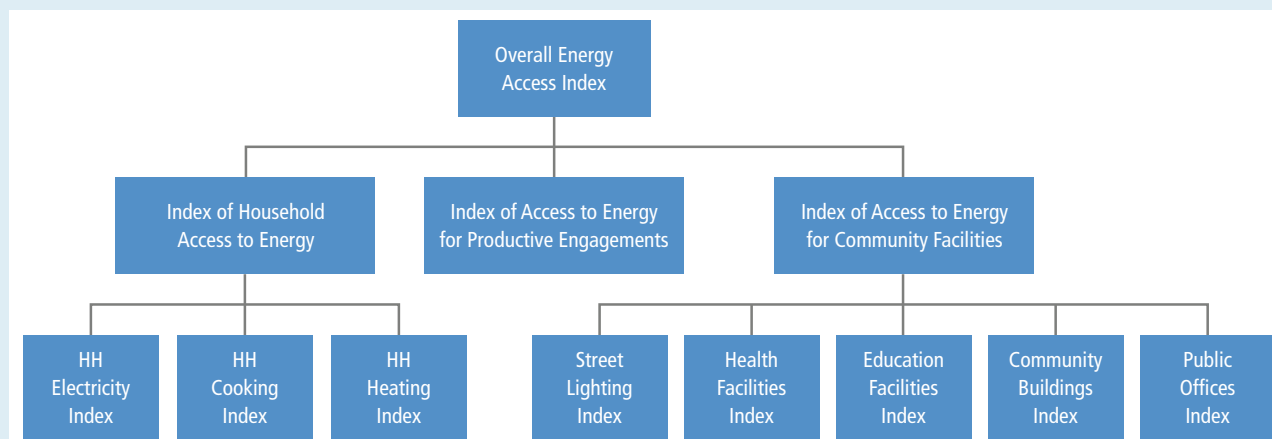 Overall Energy
Access Index
Index of Household
Access to Energy
Index of Access to Energy
for Productive Engagements
Index of Access to Energy
for Community Facilities
HH
Electricity
Index
HH
Cooking
Index
HH
Heating
Index
Street
Lighting
Index
Health
Facilities
Index
Education
Facilities
Index
Community
Buildings
Index
Public
Offices
Index